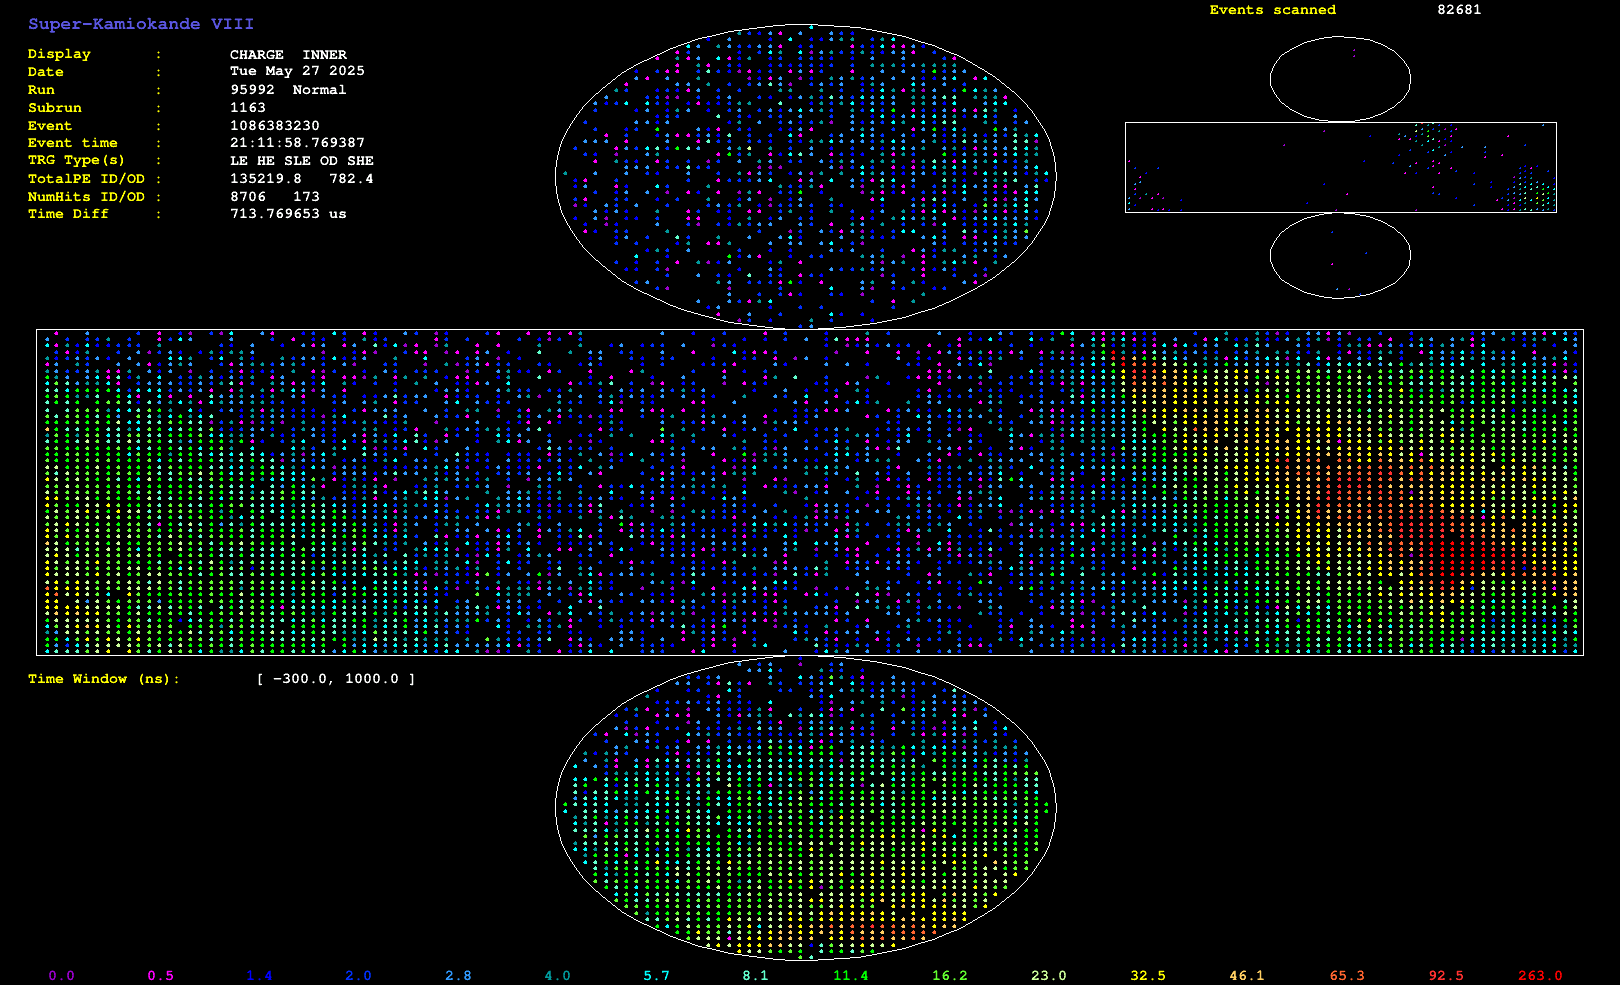 Super-Kamiokande VIII
Events scanned 82681
Display : CHARGE INNER
Date : Tue May 27 2025
Run : 95992 Normal
Subrun : 1163
Event : 1086383230
Event time : 21:11:58.769387
TRG Type(s) : LE HE SLE OD SHE
TotalPE ID/OD : 135219.8 782.4
NumHits ID/OD : 8706 173
Time Diff : 713.769653 us
Time Window (ns): [ -300.0, 1000.0 ]
0.0 0.5 1.4 2.0 2.8 4.0 5.7 8.1 11.4 16.2 23.0 32.5 46.1 65.3 92.5 263.0